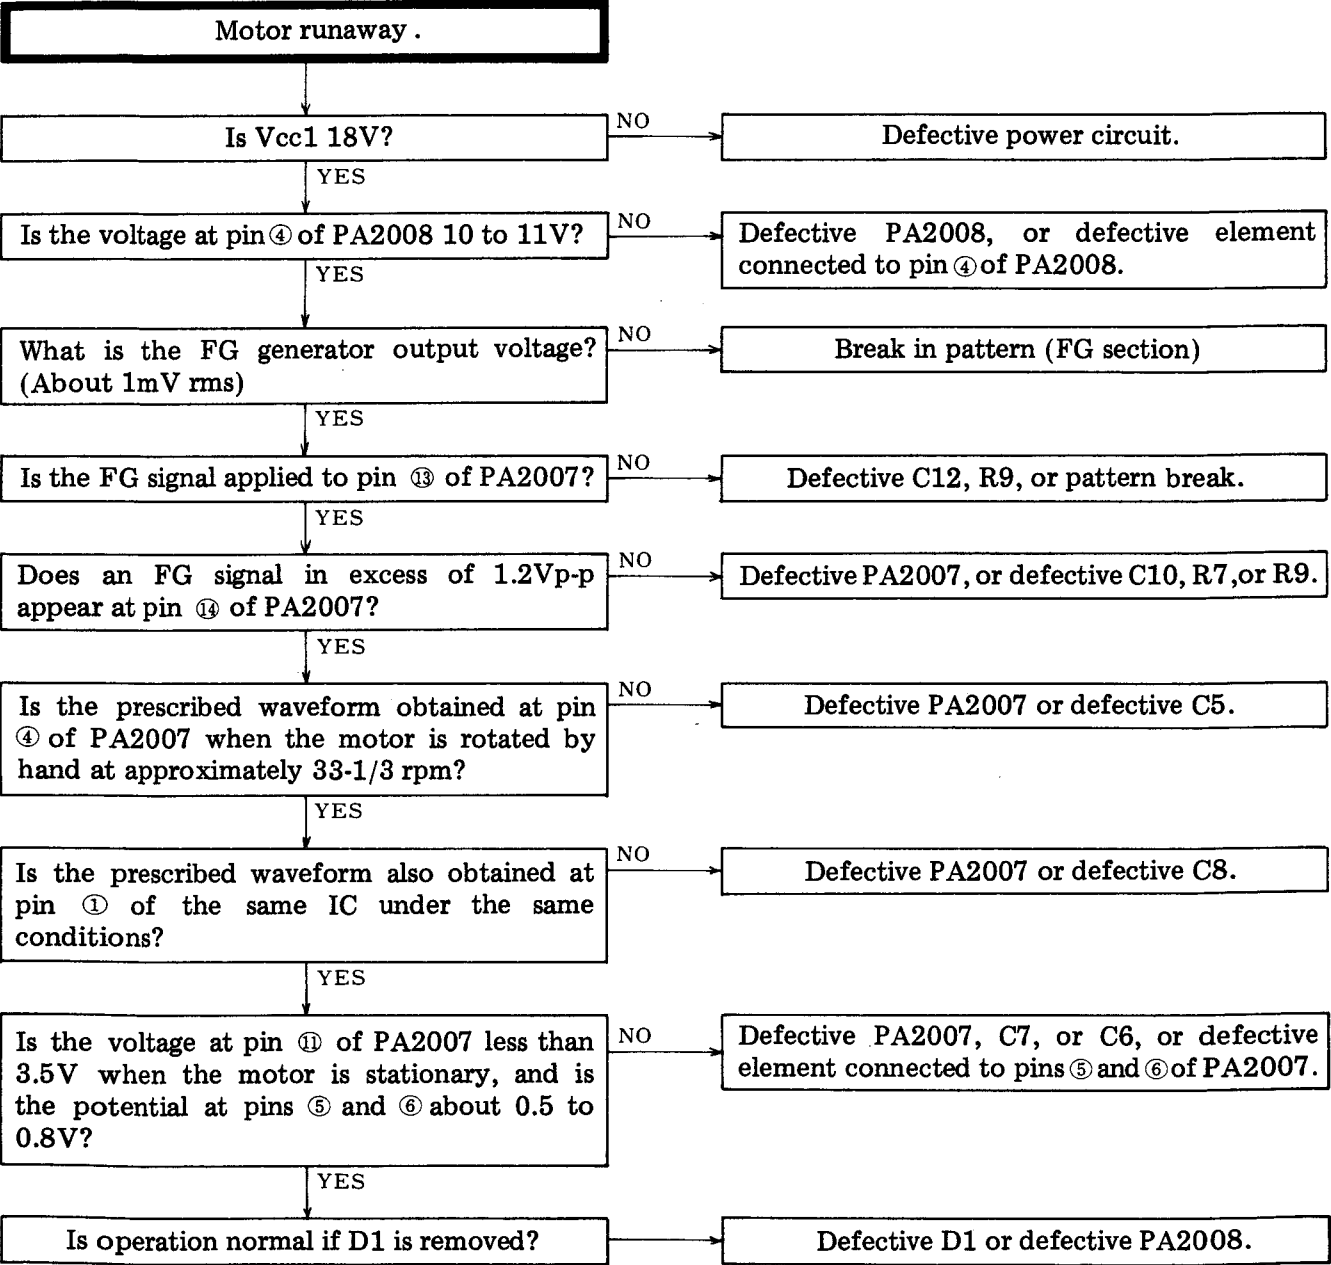 Motor runaway .
Is Vcc1 18V?
NO
Defective power circuit.
YES
Is the voltage at pin ④ of PA2008 10 to 11V?
NO
Defective PA2008, or defective element
connected to pin ④ of PA2008.
YES
What is the FG generator output voltage?
(About 1mV rms)
NO
Break in pattern (FG section)
YES
Is the FG signal applied to pin ⑬ of PA2007?
NO
Defective C12, R9, or pattern break.
YES
Does an FG signal in excess of 1.2Vp-p
appear at pin ⑭ of PA2007?
NO
Defective PA2007, or defective C10, R7,or R9.
YES
Is the prescribed waveform obtained at pin
④ of PA2007 when the motor is rotated by
hand at approximately 33-1/3 rpm?
NO
Defective PA2007 or defective C5.
YES
Is the prescribed waveform also obtained at
pin ① of the same IC under the same
conditions?
NO
Defective PA2007 or defective C8.
YES
Is the voltage at pin ⑪ of PA2007 less than
3.5V when the motor is stationary, and is
the potential at pins ⑤ and ⑥ about 0.5 to
0.8V?
NO
Defective PA2007, C7, or C6, or defective
element connected to pins ⑤ and ⑥ of PA2007.
YES
Is operation normal if D1 is removed?
Defective D1 or defective PA2008.